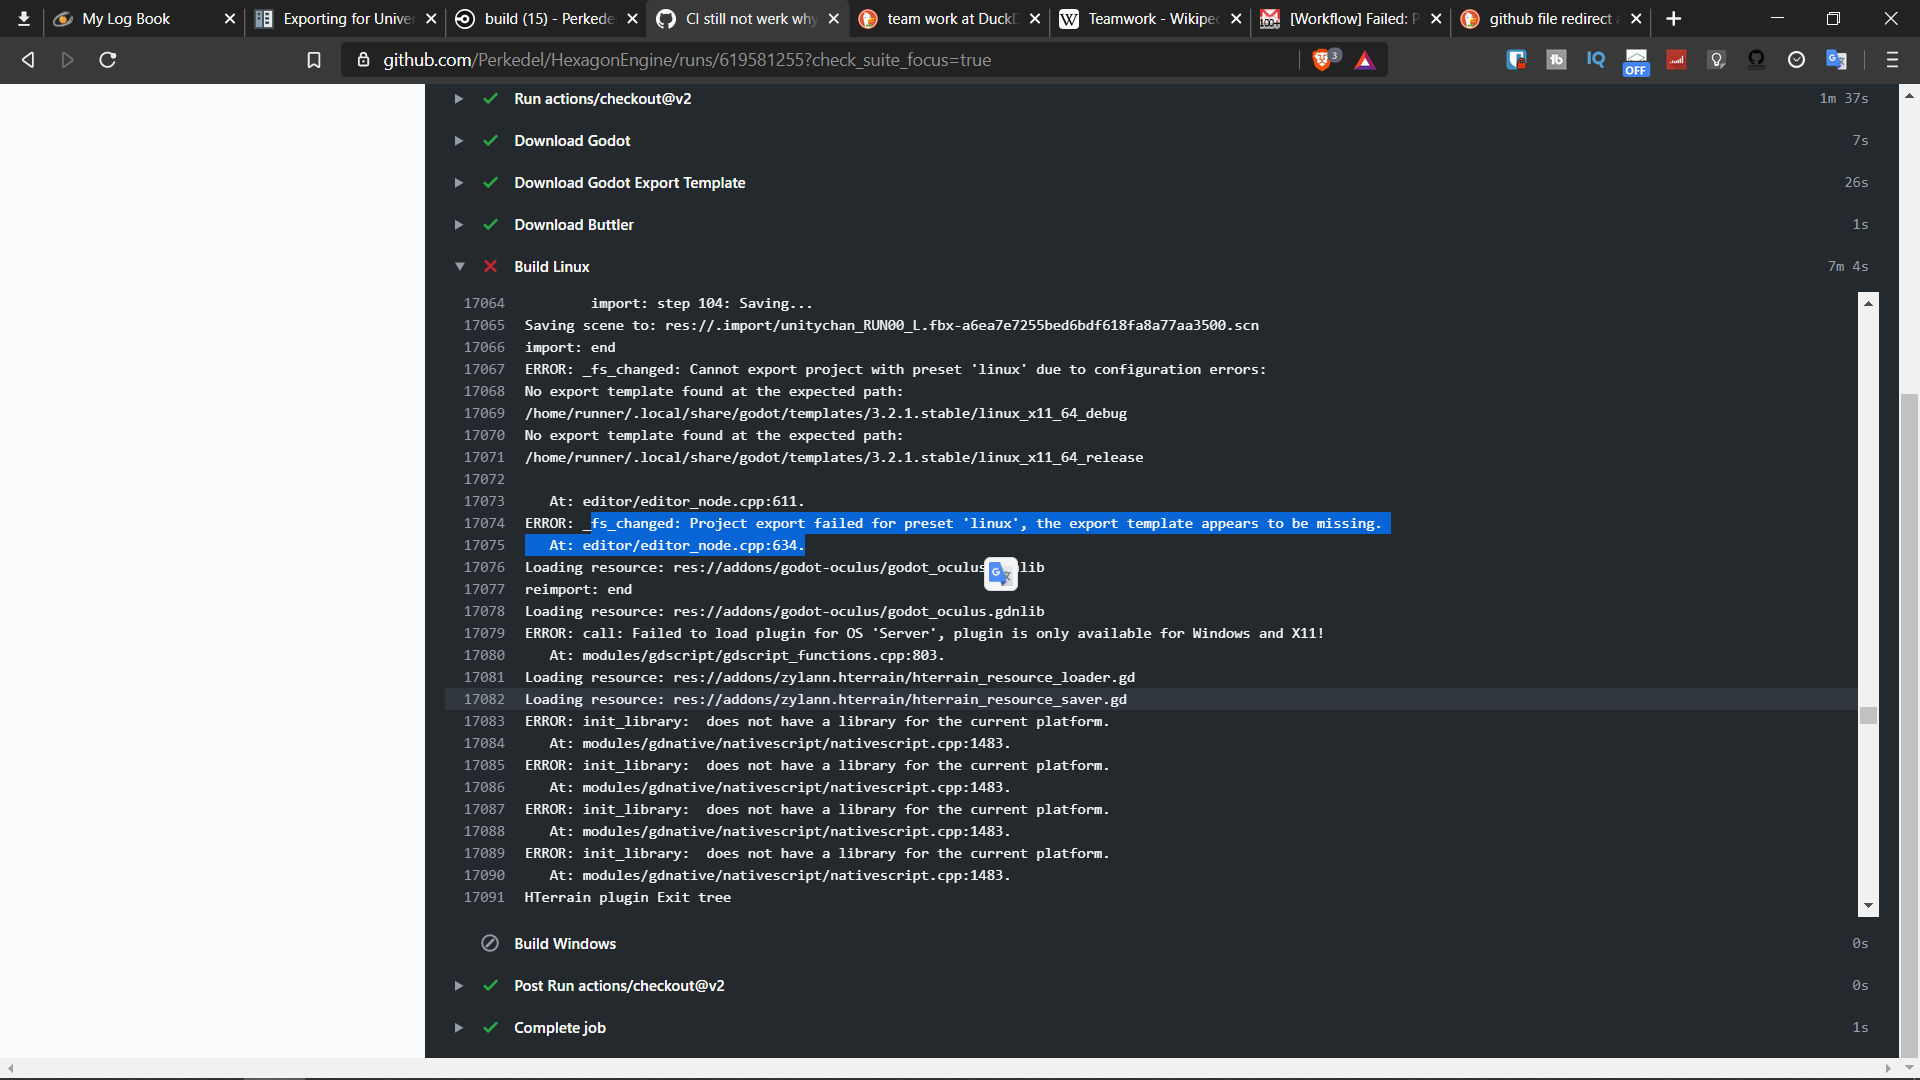 My Log Book
Exporting for Univer
build (15) - Perkede
CI still not werk why
team work at DuckD
Teamwork - Wikipe
[Workflow] Failed: P
github file redirect a
github.com/Perkedel/HexagonEngine/runs/619581255?check_suite_focus=true
3
OFF
Run actions/checkout@v2 1m 37s
Download Godot 7s
Download Godot Export Template 26s
Download Buttler 1s
Build Linux 7m 4s
17064 import: step 104: Saving...
17065 Saving scene to: res://.import/unitychan_RUN00_L.fbx-a6ea7e7255bed6bdf618fa8a77aa3500.scn
17066 import: end
17067 ERROR: _fs_changed: Cannot export project with preset 'linux' due to configuration errors:
17068 No export template found at the expected path:
17069 /home/runner/.local/share/godot/templates/3.2.1.stable/linux_x11_64_debug
17070 No export template found at the expected path:
17071 /home/runner/.local/share/godot/templates/3.2.1.stable/linux_x11_64_release
17072
17073 At: editor/editor_node.cpp:611.
17074 ERROR: _fs_changed: Project export failed for preset 'linux', the export template appears to be missing.
17075 At: editor/editor_node.cpp:634.
17076 Loading resource: res://addons/godot-oculus/godot_oculus lib
17077 reimport: end
17078 Loading resource: res://addons/godot-oculus/godot_oculus.gdnlib
17079 ERROR: call: Failed to load plugin for OS 'Server', plugin is only available for Windows and X11!
17080 At: modules/gdscript/gdscript_functions.cpp:803.
17081 Loading resource: res://addons/zylann.hterrain/hterrain_resource_loader.gd
17082 Loading resource: res://addons/zylann.hterrain/hterrain_resource_saver.gd
17083 ERROR: init_library:  does not have a library for the current platform.
17084 At: modules/gdnative/nativescript/nativescript.cpp:1483.
17085 ERROR: init_library:  does not have a library for the current platform.
17086 At: modules/gdnative/nativescript/nativescript.cpp:1483.
17087 ERROR: init_library:  does not have a library for the current platform.
17088 At: modules/gdnative/nativescript/nativescript.cpp:1483.
17089 ERROR: init_library:  does not have a library for the current platform.
17090 At: modules/gdnative/nativescript/nativescript.cpp:1483.
17091 HTerrain plugin Exit tree
Build Windows 0s
Post Run actions/checkout@v2 0s
Complete job 1s